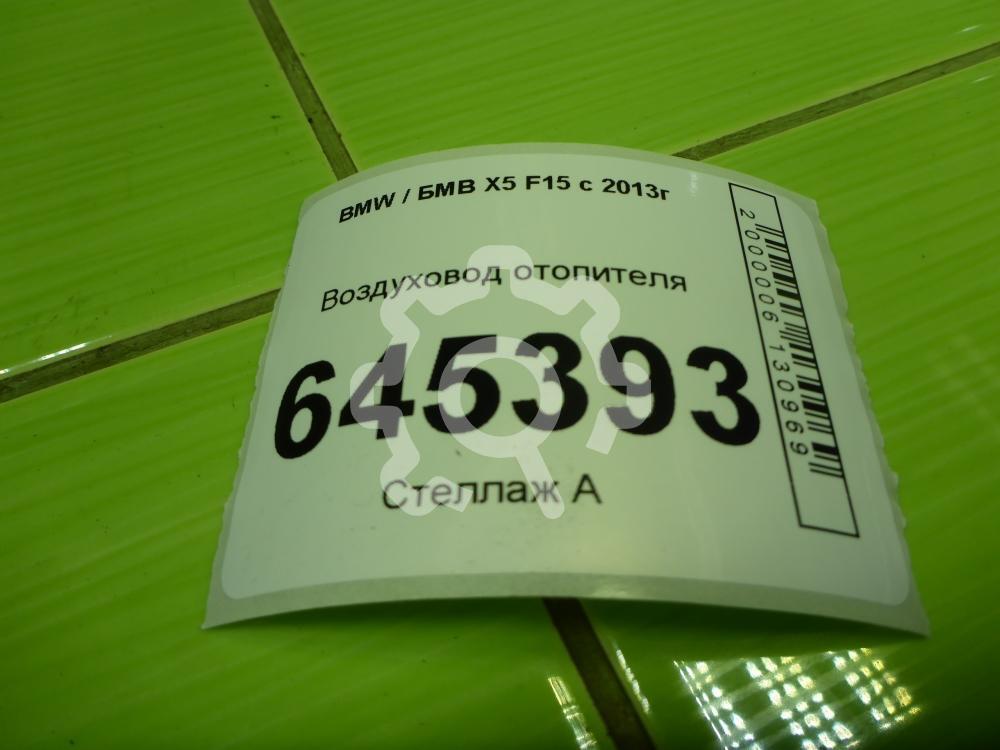 BMW / БМВ X5 F15 с 2013г
Воздуховод отопителя
645393
Стеллаж А
2000006130969